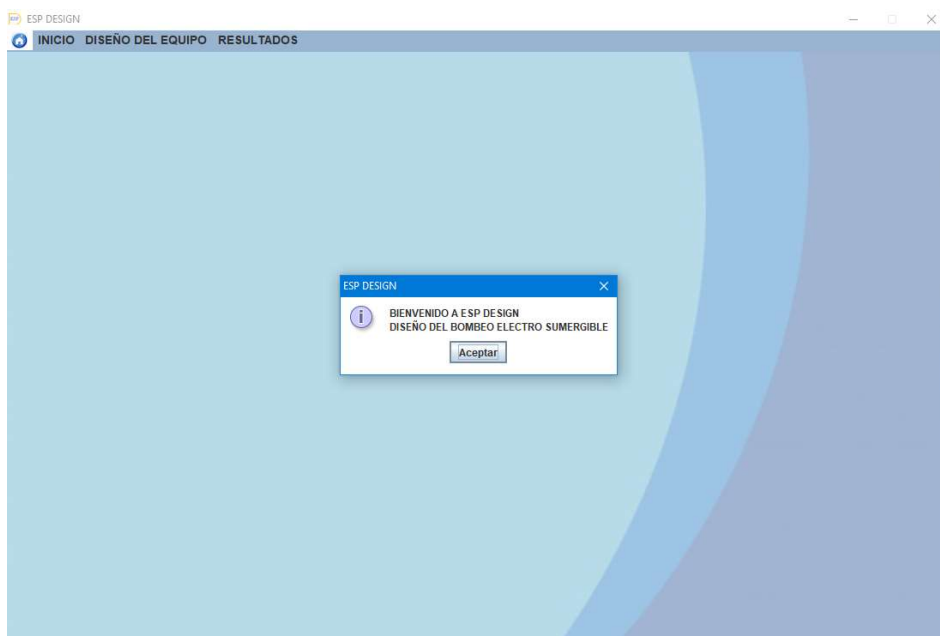 ESP DESIGN
INICIO DISEÑO DEL EQUIPO RESULTADOS
ESP DESIGN
BIENVENIDO A ESP DESIGN
DISEÑO DEL BOMBEO ELECTRO SUMERGIBLE
Aceptar